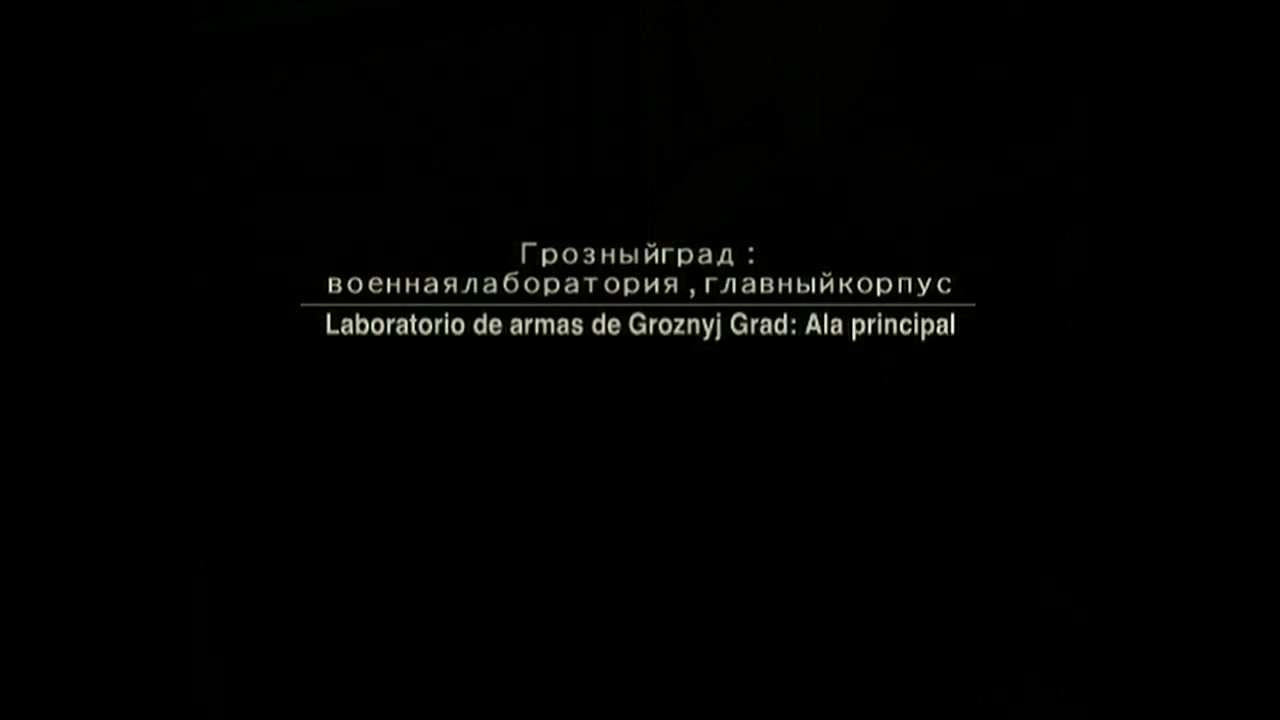 Грозныйград :
военнаялаборатория ,главныйкорпус
Laboratorio de armas de Groznyj Grad: Ala principal